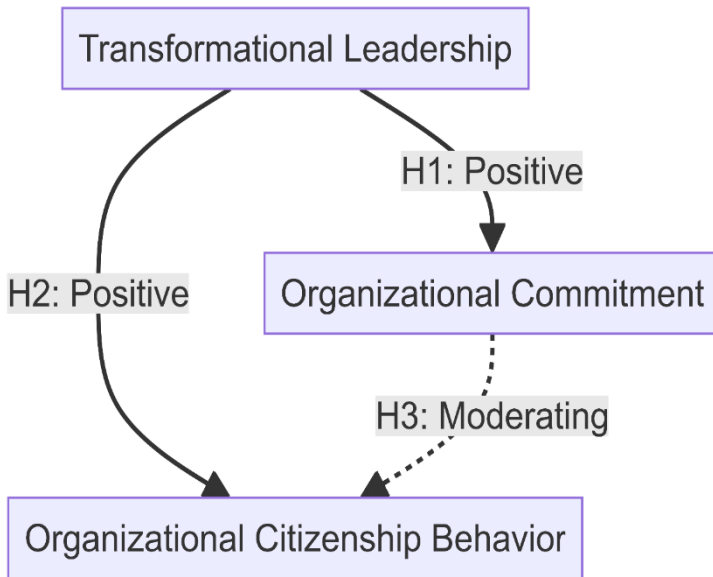 Transformational Leadership
H1: Positive
H2: Positive
Organizational Commitment
H3: Moderating
Organizational Citizenship Behavior